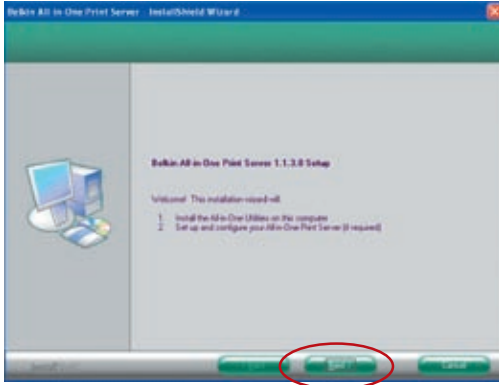 Belkin All in One Print Server - InstallShield Wizard
Belkin All in One Print Server 1.1.3.0 Setup
Welcome! This installation wizard will:
1. Install the All-in-One Utilities on this computer
2. Set up and configure your All-in-One Print Server (if required)
Next >
Cancel